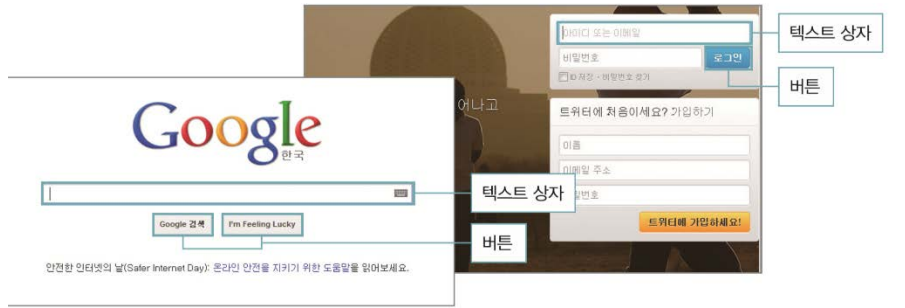 아이디 또는 이메일
비밀번호
로그인
ID 저장 · 비밀번호 찾기
어나고
트위터에 처음이세요? 가입하기
이름
이메일 주소
밀번호
트위터에 가입하세요!
텍스트 상자
버튼
Google
한국
Google 검색
I'm Feeling Lucky
텍스트 상자
버튼
안전한 인터넷의 날(Safer Internet Day): 온라인 안전을 지키기 위한 도움말을 읽어보세요.